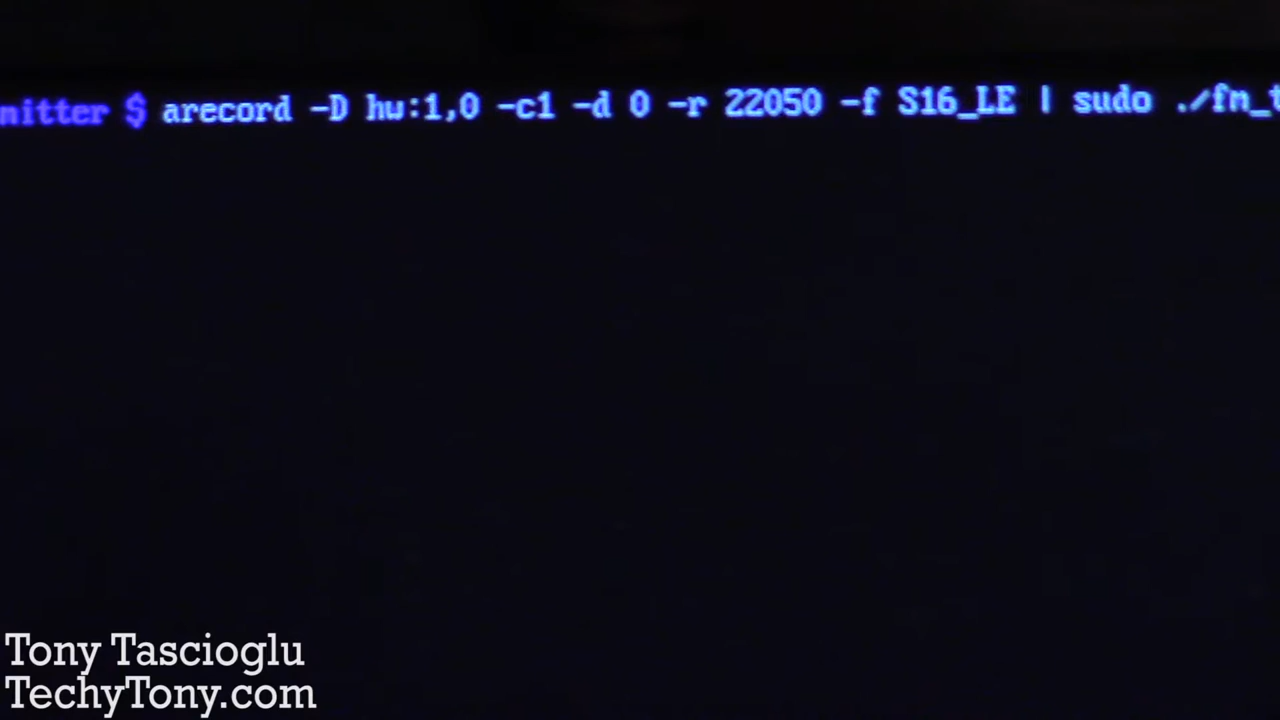 mitter $ arecord -D hw:1,0 -c1 -d 0 -r 22050 -f S16_LE | sudo ./fm_t
Tony Tascioglu
TechyTony.com